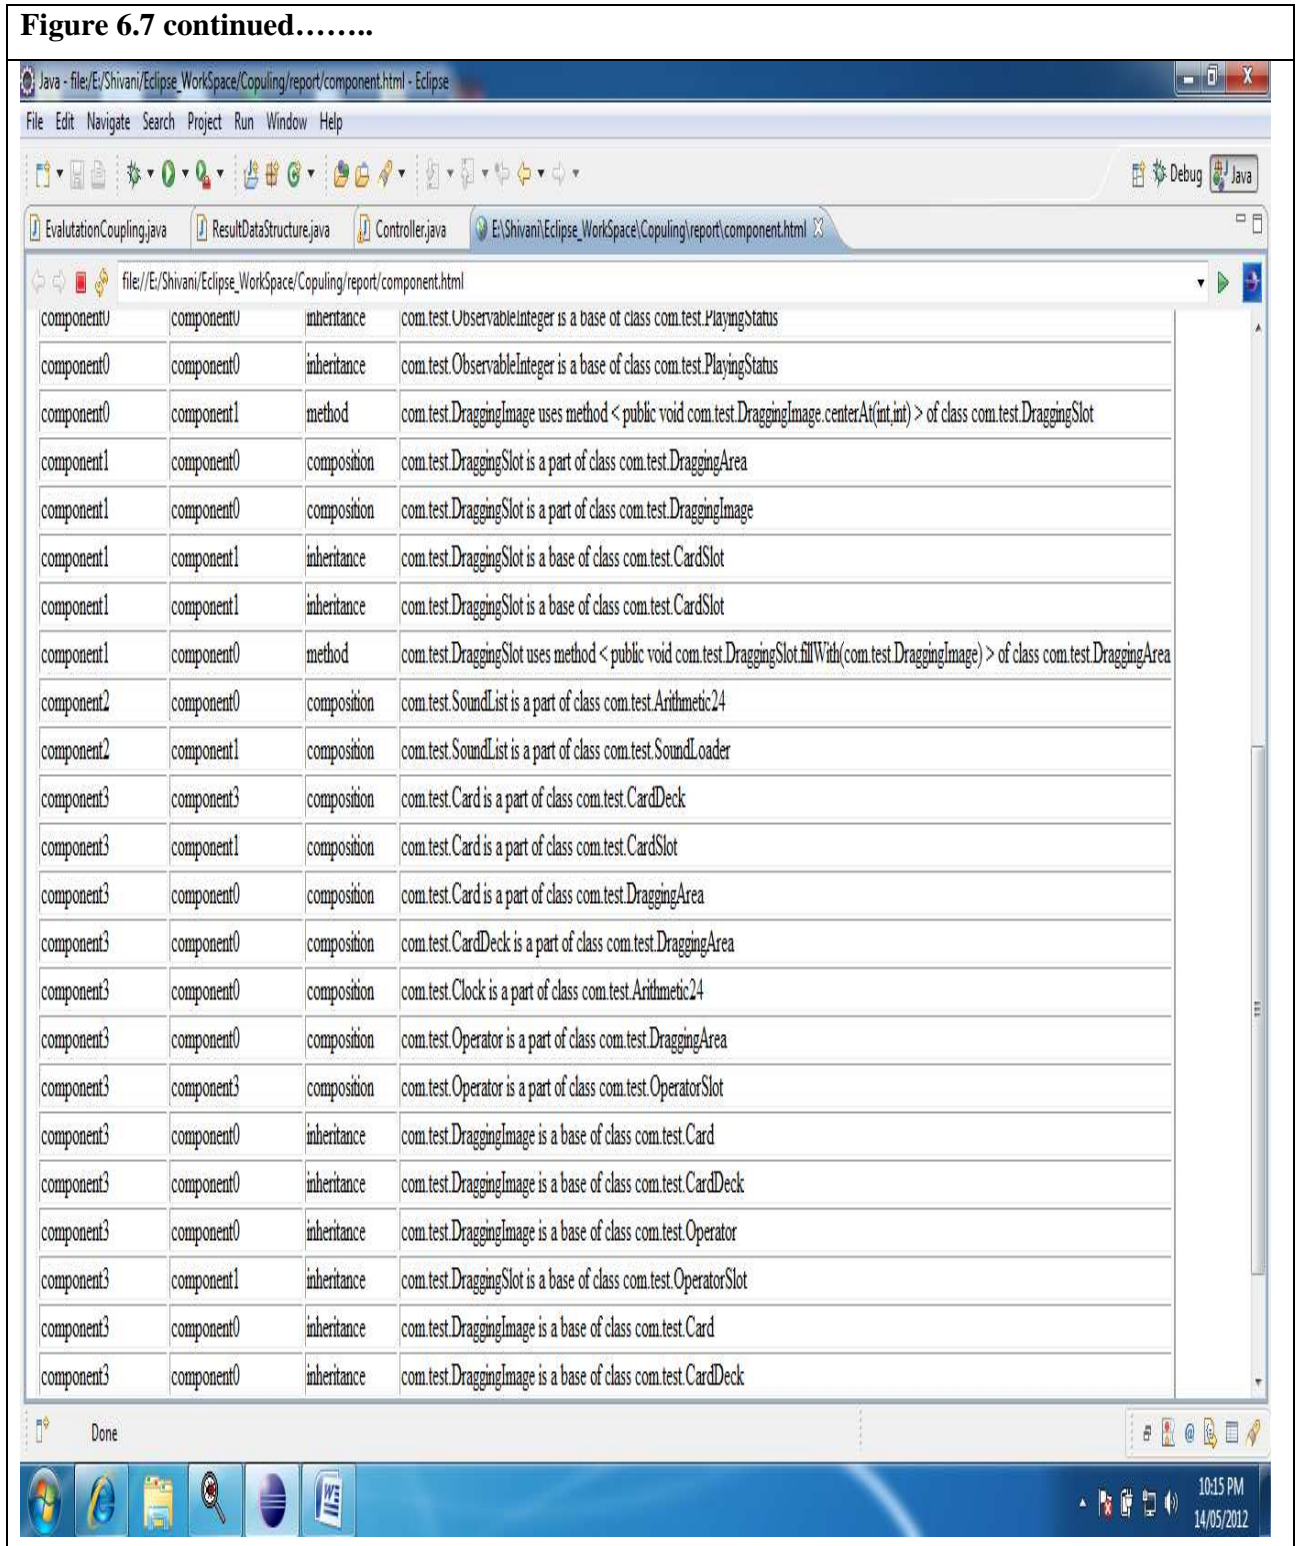 Figure 6.7 continued……..
Java - file:/E:/Shivani/Eclipse_WorkSpace/Copuling/report/component.html - Eclipse
File Edit Navigate Search Project Run Window Help
Debug Java
EvalutationCoupling.java ResultDataStructure.java Controller.java E:\Shivani\Eclipse_WorkSpace\Copuling\report\component.html
file://E:/Shivani/Eclipse_WorkSpace/Copuling/report/component.html
component0 component0 inheritance com.test.ObservableInteger is a base of class com.test.PlayingStatus
component0 component0 inheritance com.test.ObservableInteger is a base of class com.test.PlayingStatus
component0 component1 method com.test.DraggingImage uses method < public void com.test.DraggingImage.centerAt(int,int) > of class com.test.DraggingSlot
component1 component0 composition com.test.DraggingSlot is a part of class com.test.DraggingArea
component1 component0 composition com.test.DraggingSlot is a part of class com.test.DraggingImage
component1 component1 inheritance com.test.DraggingSlot is a base of class com.test.CardSlot
component1 component1 inheritance com.test.DraggingSlot is a base of class com.test.CardSlot
component1 component0 method com.test.DraggingSlot uses method < public void com.test.DraggingSlot.fillWith(com.test.DraggingImage) > of class com.test.DraggingArea
component2 component0 composition com.test.SoundList is a part of class com.test.Arithmetic24
component2 component1 composition com.test.SoundList is a part of class com.test.SoundLoader
component3 component3 composition com.test.Card is a part of class com.test.CardDeck
component3 component1 composition com.test.Card is a part of class com.test.CardSlot
component3 component0 composition com.test.Card is a part of class com.test.DraggingArea
component3 component0 composition com.test.CardDeck is a part of class com.test.DraggingArea
component3 component0 composition com.test.Clock is a part of class com.test.Arithmetic24
component3 component0 composition com.test.Operator is a part of class com.test.DraggingArea
component3 component3 composition com.test.Operator is a part of class com.test.OperatorSlot
component3 component0 inheritance com.test.DraggingImage is a base of class com.test.Card
component3 component0 inheritance com.test.DraggingImage is a base of class com.test.CardDeck
component3 component0 inheritance com.test.DraggingImage is a base of class com.test.Operator
component3 component1 inheritance com.test.DraggingSlot is a base of class com.test.OperatorSlot
component3 component0 inheritance com.test.DraggingImage is a base of class com.test.Card
component3 component0 inheritance com.test.DraggingImage is a base of class com.test.CardDeck
Done
10:15 PM
14/05/2012